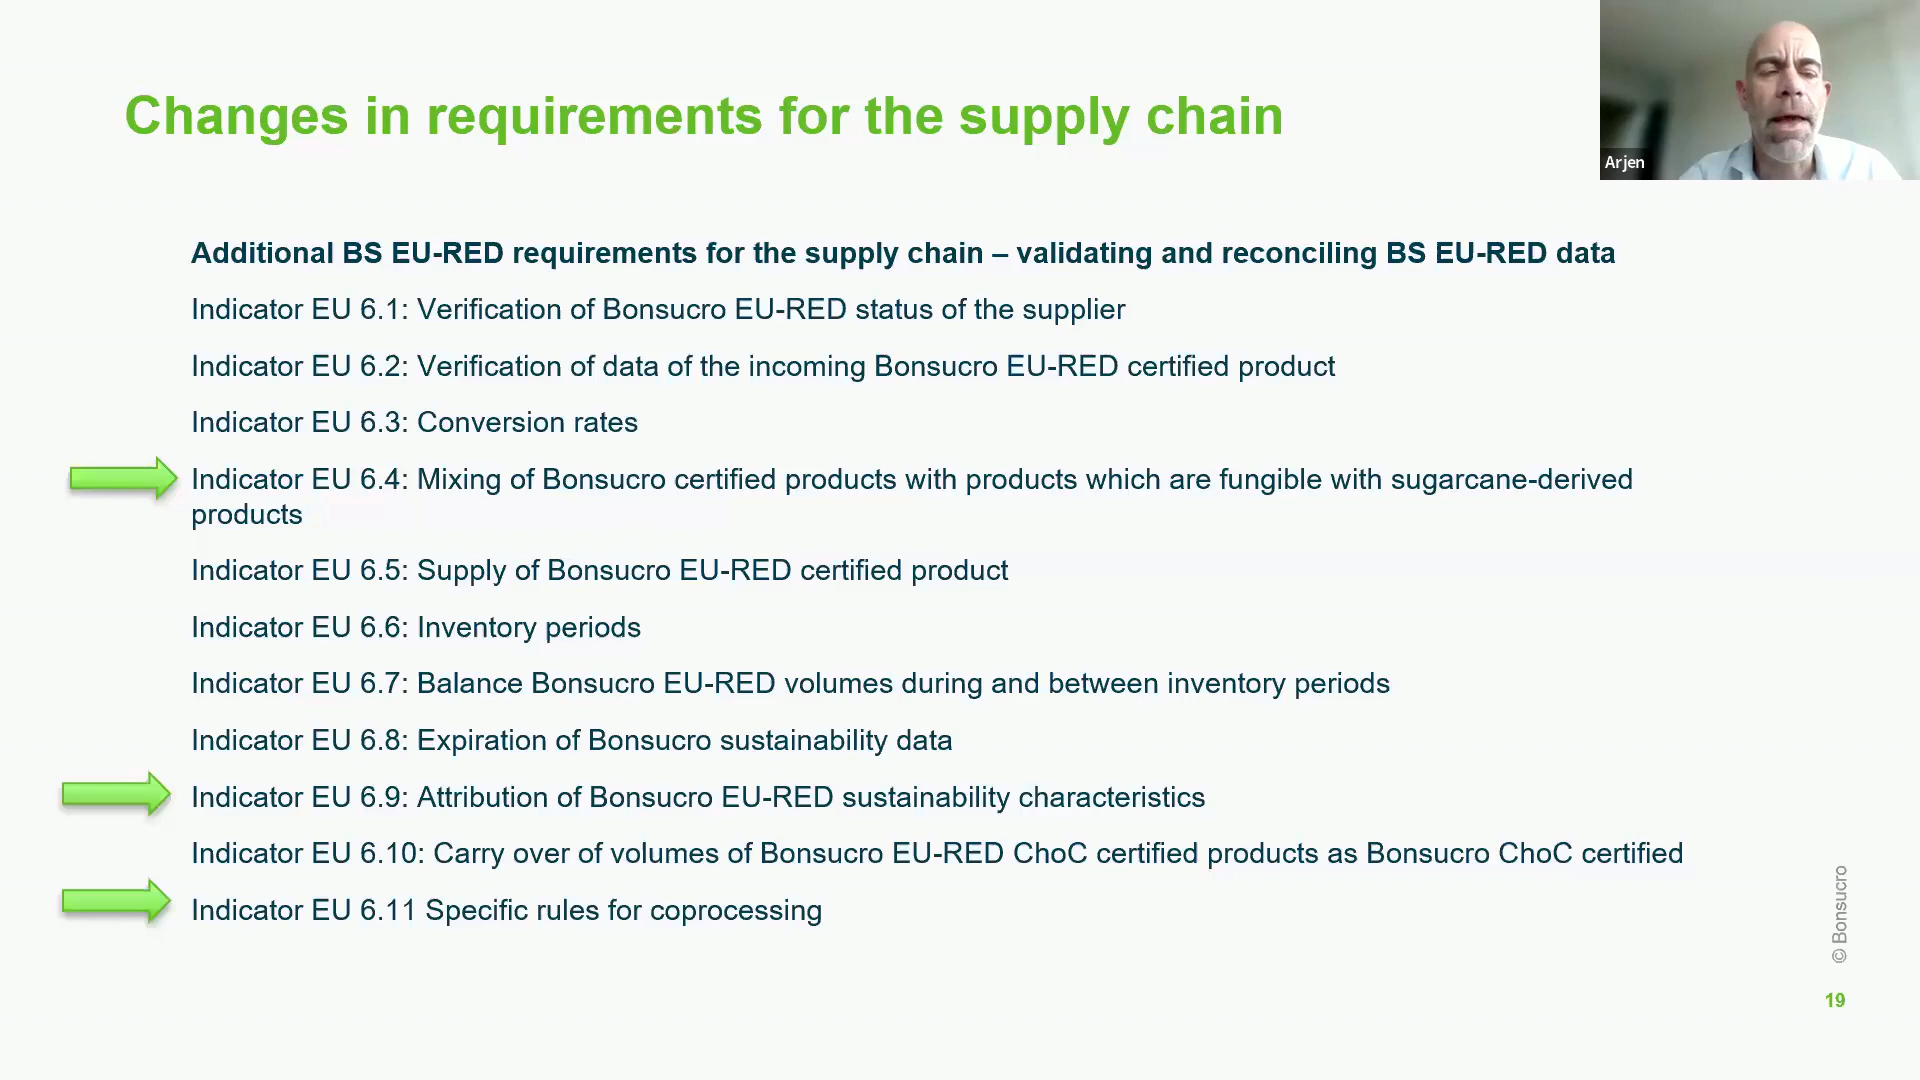 Changes in requirements for the supply chain
Arjen
Additional BS EU-RED requirements for the supply chain – validating and reconciling BS EU-RED data
Indicator EU 6.1: Verification of Bonsucro EU-RED status of the supplier
Indicator EU 6.2: Verification of data of the incoming Bonsucro EU-RED certified product
Indicator EU 6.3: Conversion rates
Indicator EU 6.4: Mixing of Bonsucro certified products with products which are fungible with sugarcane-derived
products
Indicator EU 6.5: Supply of Bonsucro EU-RED certified product
Indicator EU 6.6: Inventory periods
Indicator EU 6.7: Balance Bonsucro EU-RED volumes during and between inventory periods
Indicator EU 6.8: Expiration of Bonsucro sustainability data
Indicator EU 6.9: Attribution of Bonsucro EU-RED sustainability characteristics
Indicator EU 6.10: Carry over of volumes of Bonsucro EU-RED ChoC certified products as Bonsucro ChoC certified
Indicator EU 6.11 Specific rules for coprocessing
© Bonsucro
19